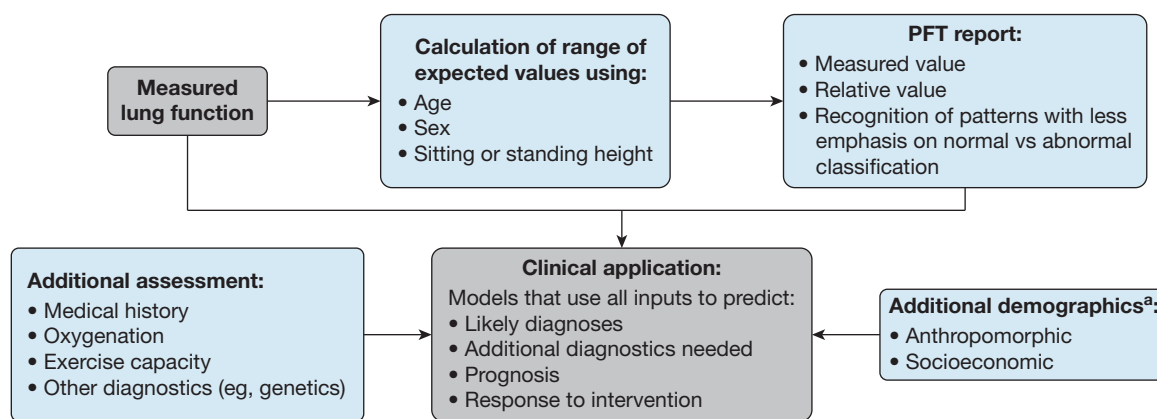 Measured
lung function
Calculation of range of
expected values using:
• Age
• Sex
• Sitting or standing height
PFT report:
• Measured value
• Relative value
• Recognition of patterns with less
emphasis on normal vs abnormal
classification
Additional assessment:
• Medical history
• Oxygenation
• Exercise capacity
• Other diagnostics (eg, genetics)
Clinical application:
Models that use all inputs to predict:
• Likely diagnoses
• Additional diagnostics needed
• Prognosis
• Response to intervention
Additional demographicsᵃ:
• Anthropomorphic
• Socioeconomic